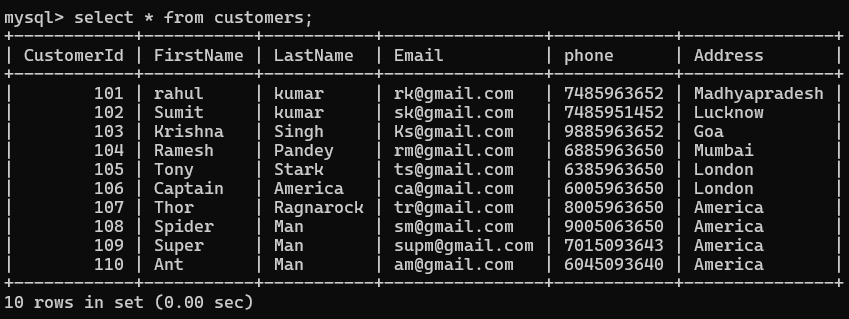 mysql> select * from customers;
+------------+-----------+-----------+----------------+------------+---------------+
| CustomerId | FirstName | LastName  | Email          | phone      | Address       |
+------------+-----------+-----------+----------------+------------+---------------+
|        101 | rahul     | kumar     | rk@gmail.com   | 7485963652 | Madhyapradesh |
|        102 | Sumit     | kumar     | sk@gmail.com   | 7485951452 | Lucknow       |
|        103 | Krishna   | Singh     | Ks@gmail.com   | 9885963652 | Goa           |
|        104 | Ramesh    | Pandey    | rm@gmail.com   | 6885963650 | Mumbai        |
|        105 | Tony      | Stark     | ts@gmail.com   | 6385963650 | London        |
|        106 | Captain   | America   | ca@gmail.com   | 6005963650 | London        |
|        107 | Thor      | Ragnarock | tr@gmail.com   | 8005963650 | America       |
|        108 | Spider    | Man       | sm@gmail.com   | 9005063650 | America       |
|        109 | Super     | Man       | supm@gmail.com | 7015093643 | America       |
|        110 | Ant       | Man       | am@gmail.com   | 6045093640 | America       |
+------------+-----------+-----------+----------------+------------+---------------+
10 rows in set (0.00 sec)